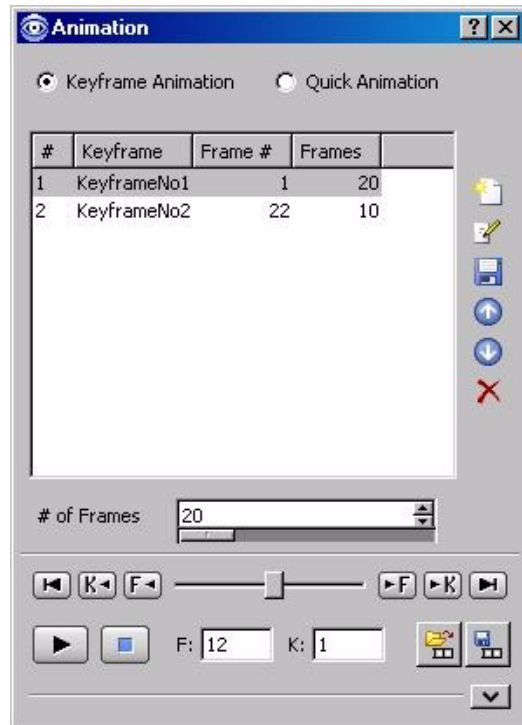 Animation
Keyframe Animation Quick Animation
# Keyframe Frame # Frames
1 KeyframeNo1 1 20
2 KeyframeNo2 22 10
# of Frames 20
K F F K
F: 12 K: 1